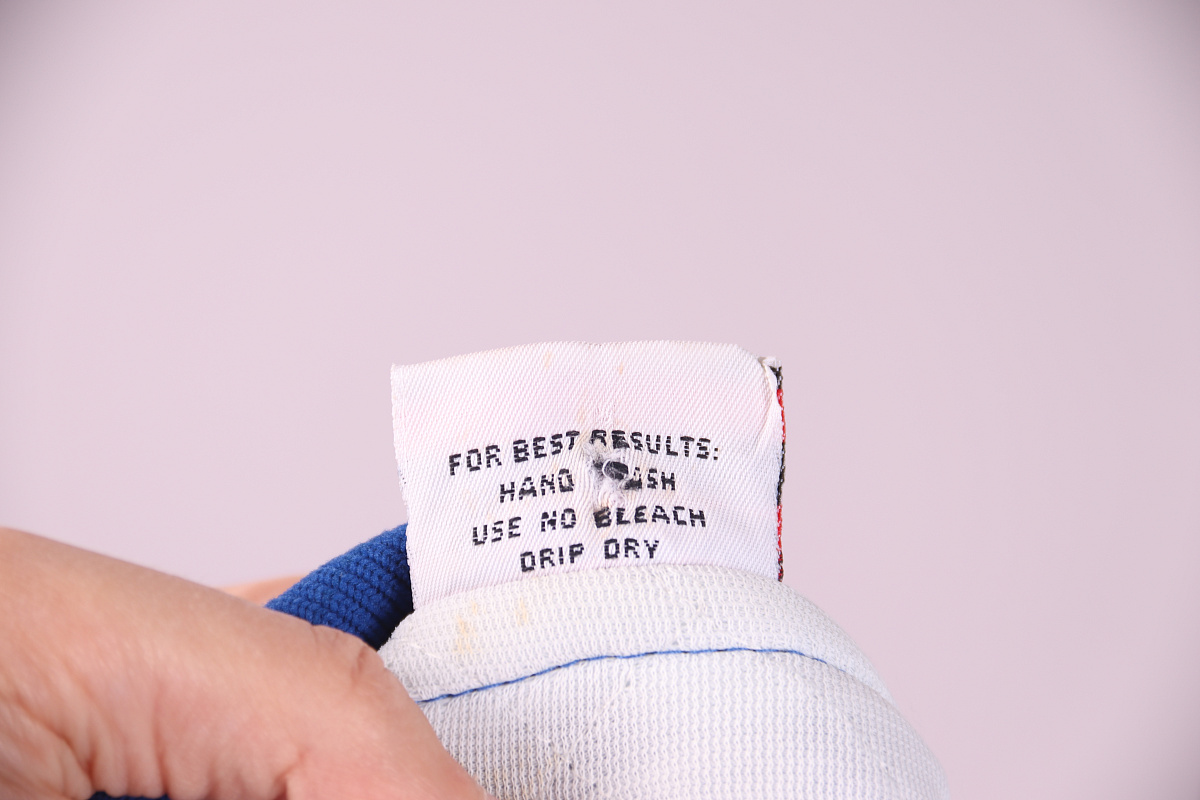 FOR BEST RESULTS:
HAND
USE NO BLEACH
DRIP DRY